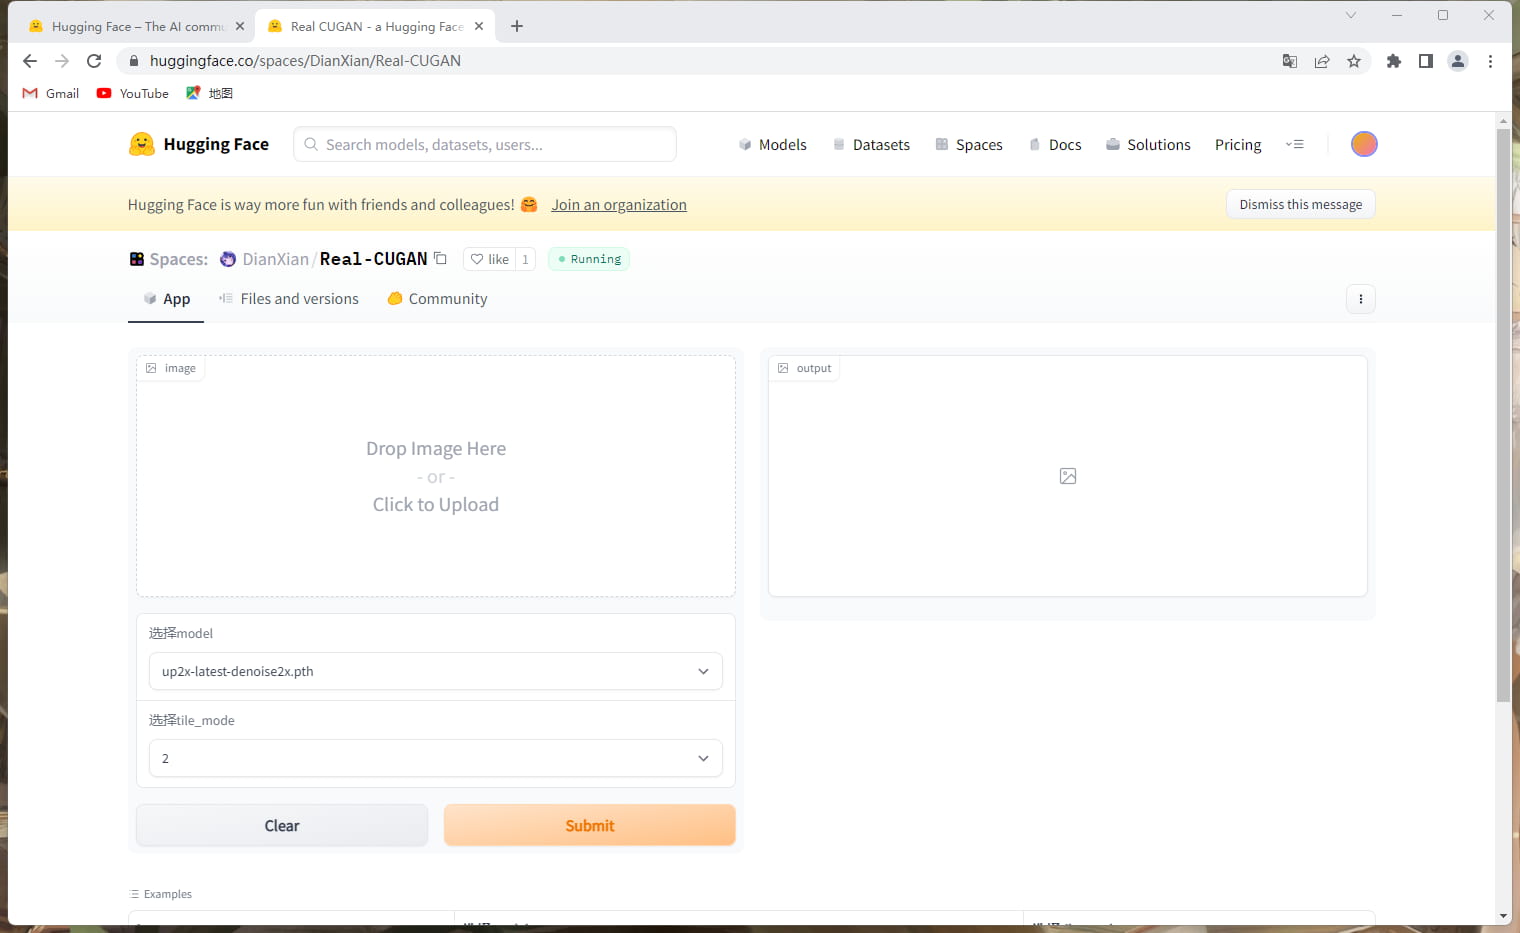 Hugging Face – The AI commu
Real CUGAN - a Hugging Face
huggingface.co/spaces/DianXian/Real-CUGAN
Gmail YouTube 地图
Hugging Face Search models, datasets, users... Models Datasets Spaces Docs Solutions Pricing
Hugging Face is way more fun with friends and colleagues! 🤗 Join an organization Dismiss this message
Spaces: DianXian/Real-CUGAN like 1 Running
App Files and versions Community
image
output
Drop Image Here
- or -
Click to Upload
选择model
up2x-latest-denoise2x.pth
选择tile_mode
2
Clear Submit
Examples